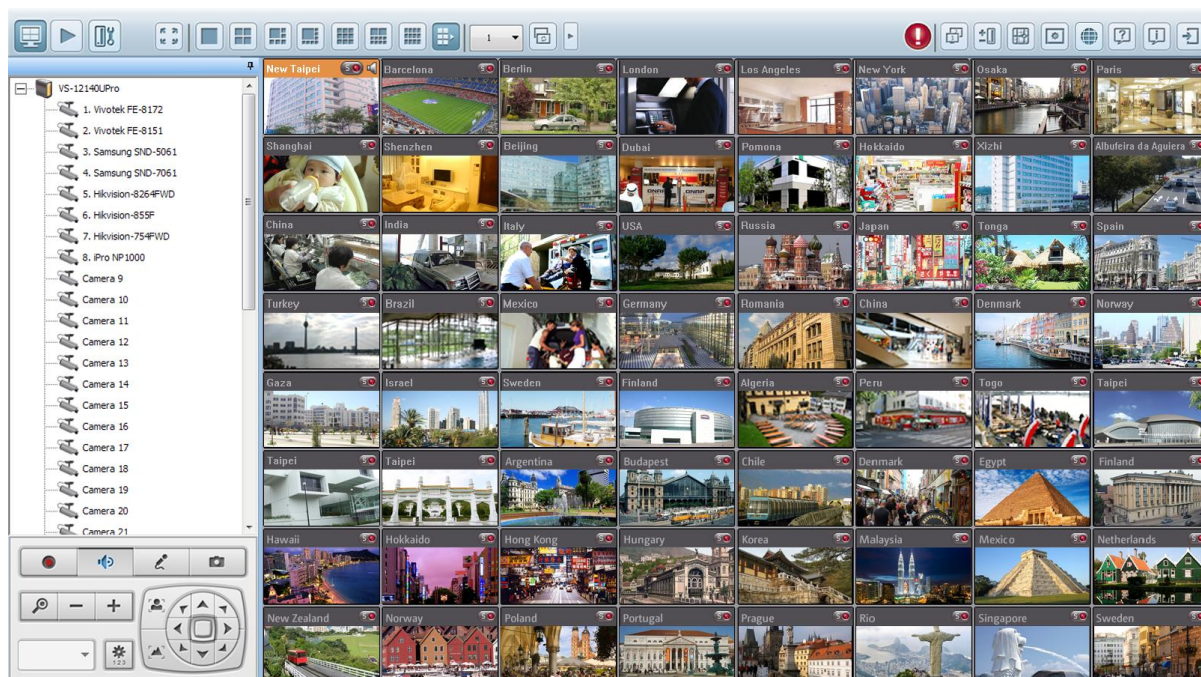 1
VS-12140UPro
1. Vivotek FE-8172
2. Vivotek FE-8151
3. Samsung SND-5061
4. Samsung SND-7061
5. Hikvision-8264FWD
6. Hikvision-855F
7. Hikvision-754FWD
8. iPro NP1000
Camera 9
Camera 10
Camera 11
Camera 12
Camera 13
Camera 14
Camera 15
Camera 16
Camera 17
Camera 18
Camera 19
Camera 20
Camera 21
123
New Taipei Barcelona Berlin London Los Angeles New York Osaka Paris
Shanghai Shenzhen Beijing Dubai Pomona Hokkaido Xizhi Albufeira da Aguiera
China India Italy USA Russia Japan Tonga Spain
Turkey Brazil Mexico Germany Romania China Denmark Norway
Gaza Israel Sweden Finland Algeria Peru Togo Taipei
Taipei Taipei Argentina Budapest Chile Denmark Egypt Finland
Hawaii Hokkaido Hong Kong Hungary Korea Malaysia Mexico Netherlands
New Zealand Norway Poland Portugal Prague Rio Singapore Sweden